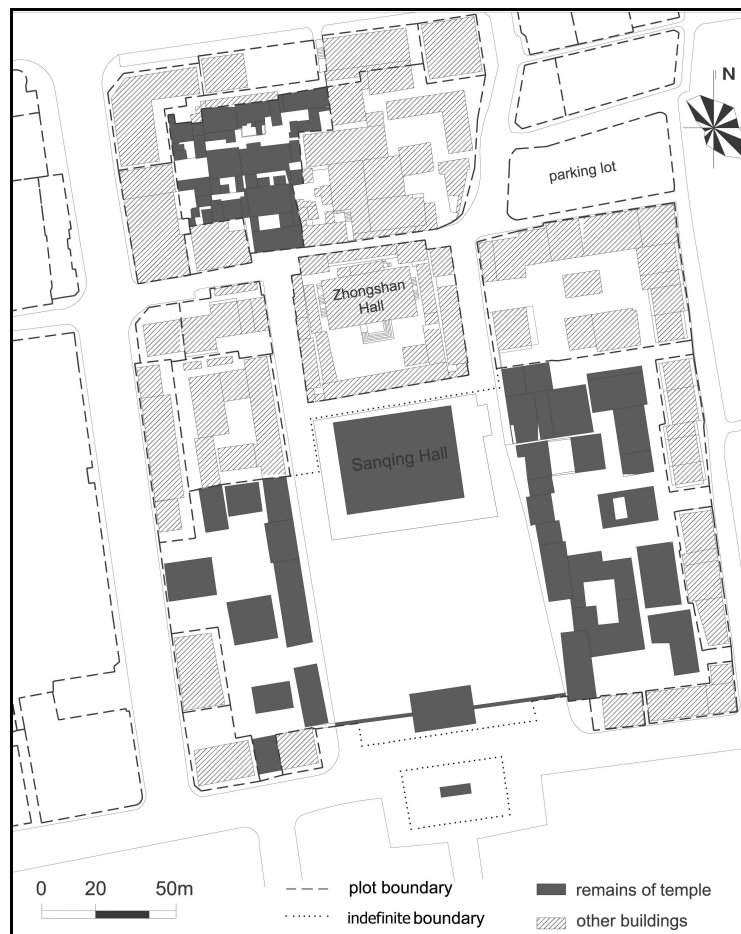 N
parking lot
Zhongshan
Hall
Sanqing Hall
0 20 50m
plot boundary
indefinite boundary
remains of temple
other buildings